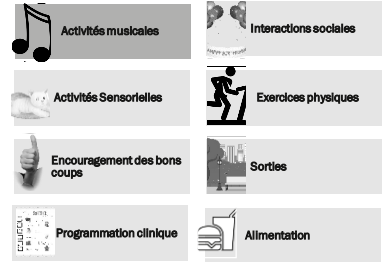 Activités musicales
Interactions sociales
Activités Sensorielles
Exercices physiques
Encouragement des bons
coups
Sorties
Programmation clinique
Alimentation